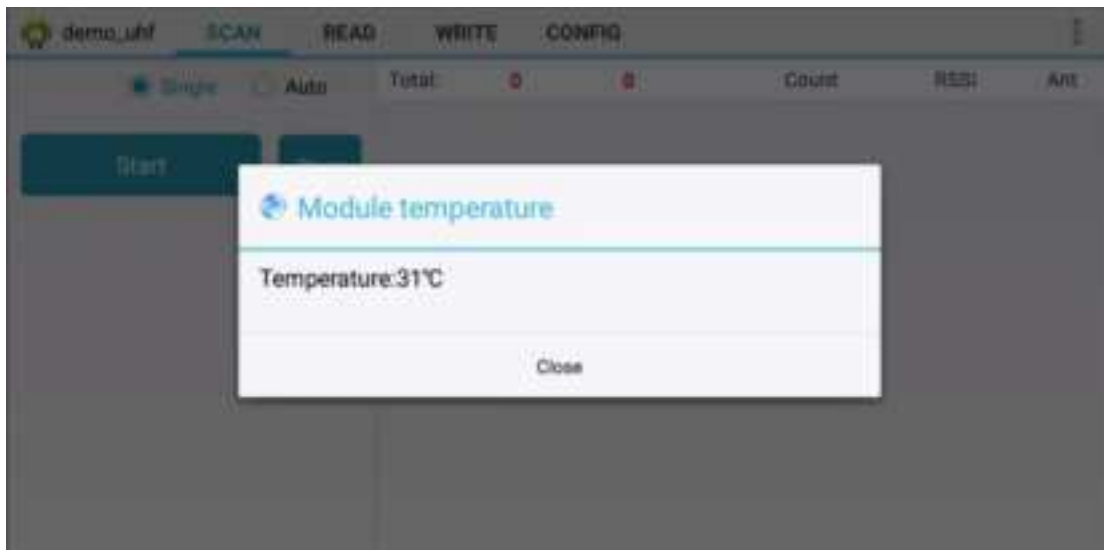 demo_uhf SCAN READ WRITE CONFIG
Single Auto Total: 0 0 Count RSSI Ant
Start
Module temperature
Temperature:31℃
Close